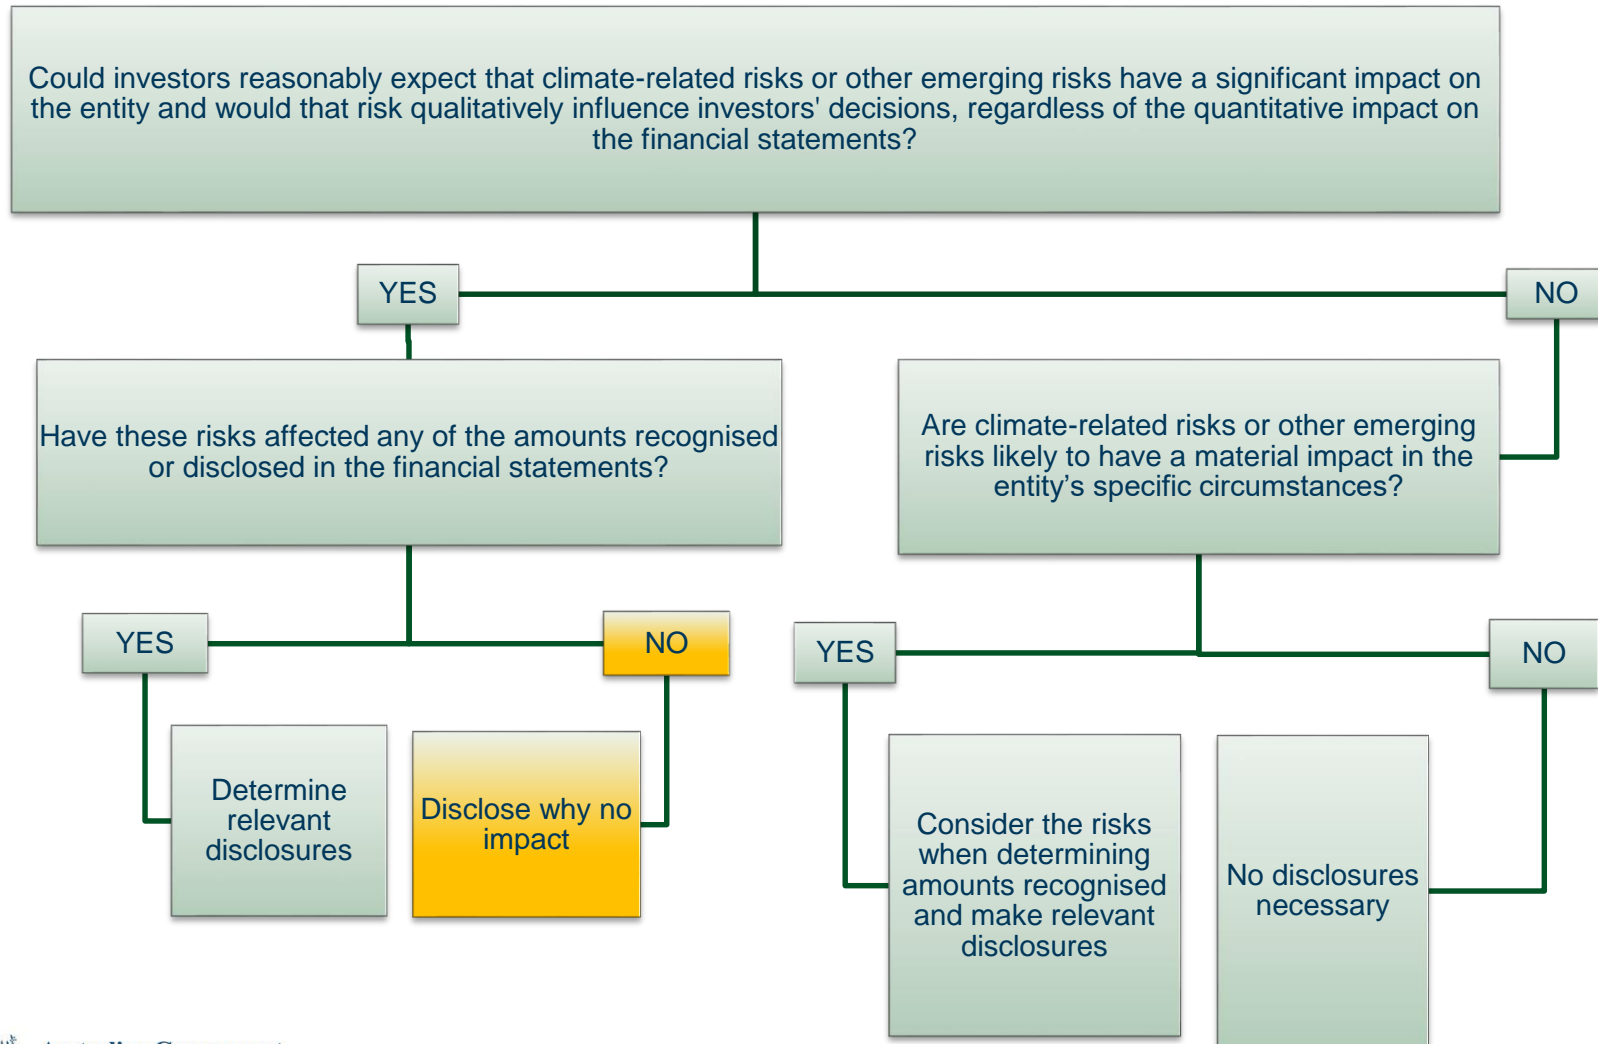 Could investors reasonably expect that climate-related risks or other emerging risks have a significant impact on
the entity and would that risk qualitatively influence investors' decisions, regardless of the quantitative impact on
the financial statements?
YES
NO
Have these risks affected any of the amounts recognised
or disclosed in the financial statements?
Are climate-related risks or other emerging
risks likely to have a material impact in the
entity’s specific circumstances?
YES
NO
YES
NO
Determine
relevant
disclosures
Disclose why no
impact
Consider the risks
when determining
amounts recognised
and make relevant
disclosures
No disclosures
necessary
Australian Government